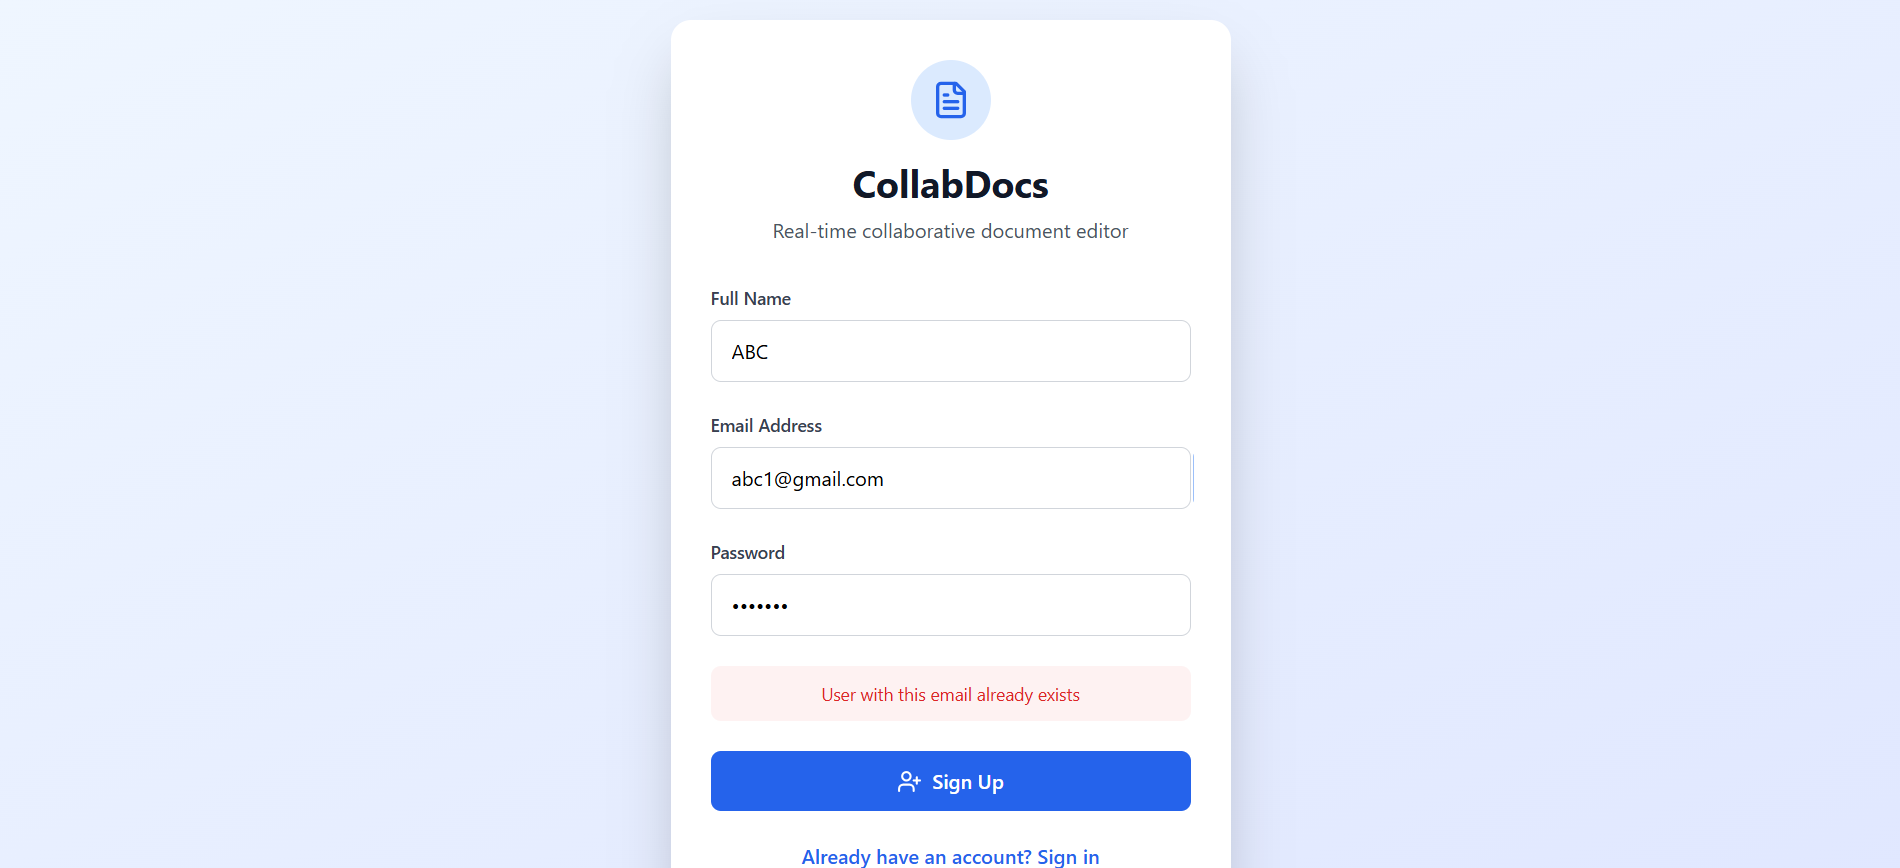 CollabDocs
Real-time collaborative document editor
Full Name
ABC
Email Address
abc1@gmail.com
Password
•••••••
User with this email already exists
Sign Up
Already have an account? Sign in